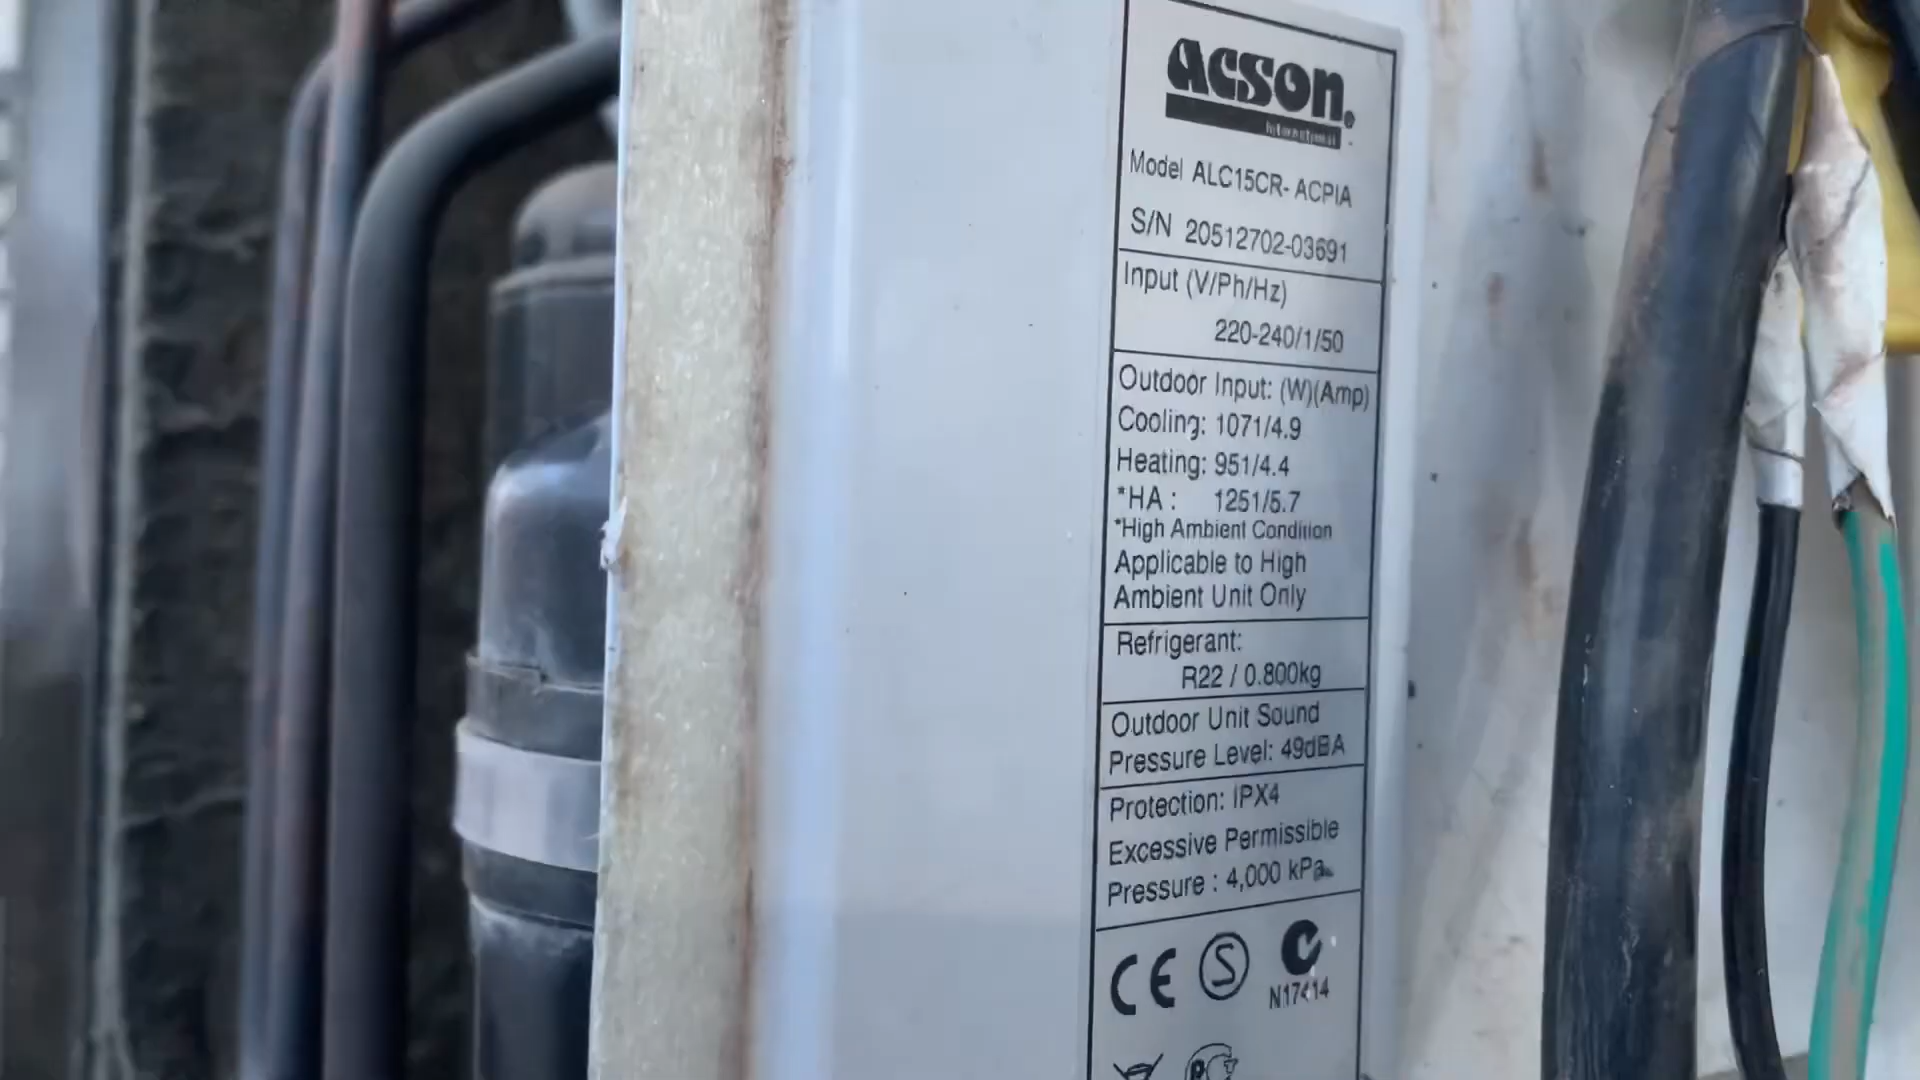 Acson.
Model ALC15CR- ACPIA
S/N 20512702-03691
Input (V/Ph/Hz)
220-240/1/50
Outdoor Input: (W)(Amp)
Cooling: 1071/4.9
Heating: 951/4.4
*HA : 1251/5.7
*High Ambient Condition
Applicable to High
Ambient Unit Only
Refrigerant:
R22 / 0.800kg
Outdoor Unit Sound
Pressure Level: 49dBA
Protection: IPX4
Excessive Permissible
Pressure : 4,000 kPa
CE S
N17414